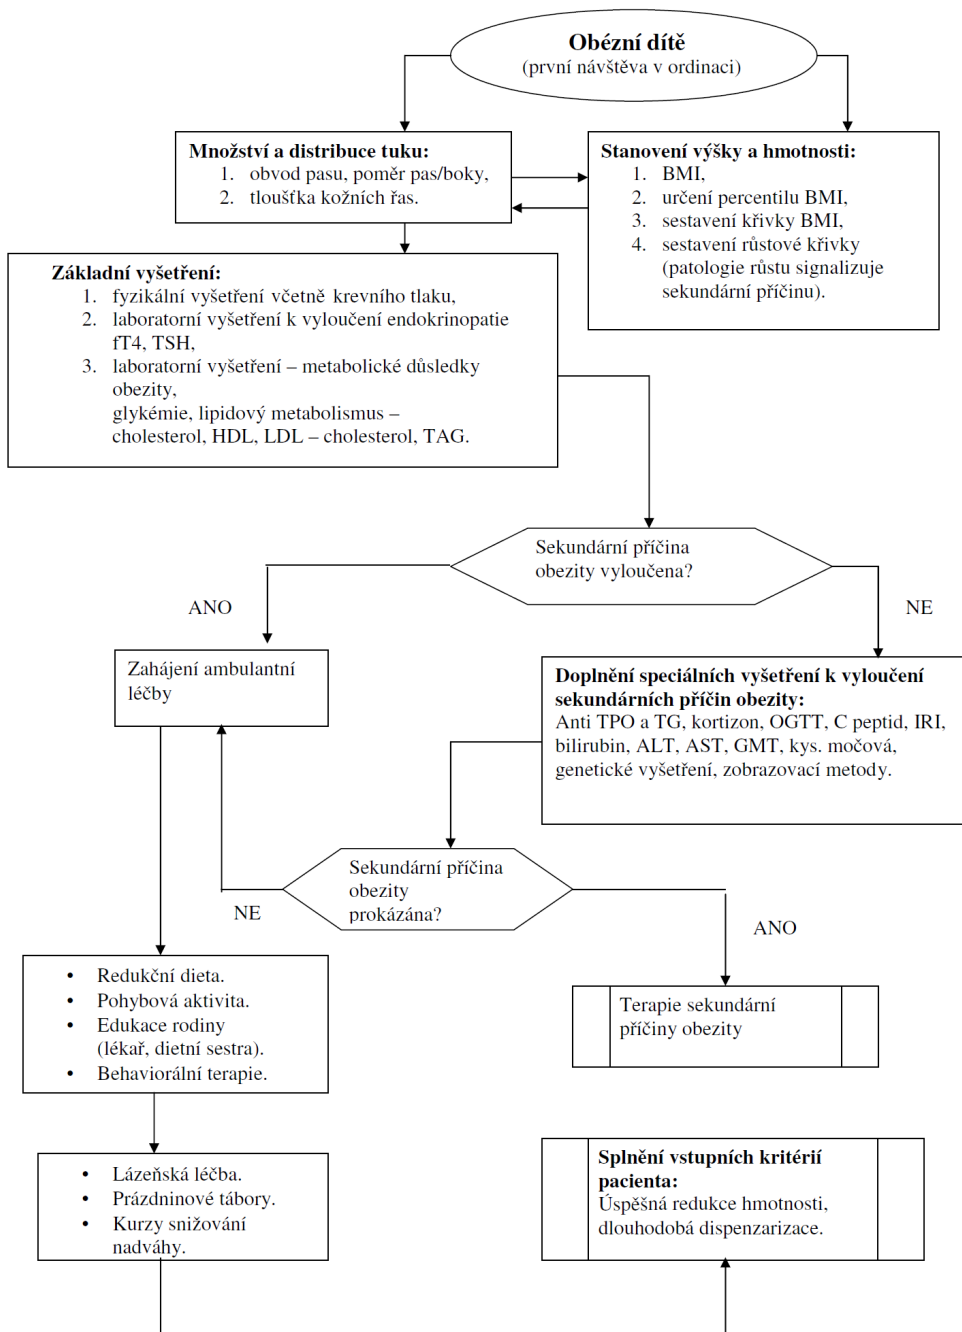 Obézní dítě
(první návštěva v ordinaci)
Množství a distribuce tuku:
1. obvod pasu, poměr pas/boky,
2. tloušťka kožních řas.
Stanovení výšky a hmotnosti:
1. BMI,
2. určení percentilu BMI,
3. sestavení křivky BMI,
4. sestavení růstové křivky
(patologie růstu signalizuje
sekundární příčinu).
Základní vyšetření:
1. fyzikální vyšetření včetně krevního tlaku,
2. laboratorní vyšetření k vyloučení endokrinopatie
fT4, TSH,
3. laboratorní vyšetření – metabolické důsledky
obezity,
glykémie, lipidový metabolismus –
cholesterol, HDL, LDL – cholesterol, TAG.
Sekundární příčina
obezity vyloučena?
ANO
NE
Zahájení ambulantní
léčby
Doplnění speciálních vyšetření k vyloučení
sekundárních příčin obezity:
Anti TPO a TG, kortizon, OGTT, C peptid, IRI,
bilirubin, ALT, AST, GMT, kys. močová,
genetické vyšetření, zobrazovací metody.
Sekundární příčina
obezity
prokázána?
NE
ANO
• Redukční dieta.
• Pohybová aktivita.
• Edukace rodiny
(lékař, dietní sestra).
• Behaviorální terapie.
Terapie sekundární
příčiny obezity
• Lázeňská léčba.
• Prázdninové tábory.
• Kurzy snižování
nadváhy.
Splnění vstupních kritérií
pacienta:
Úspěšná redukce hmotnosti,
dlouhodobá dispenzarizace.